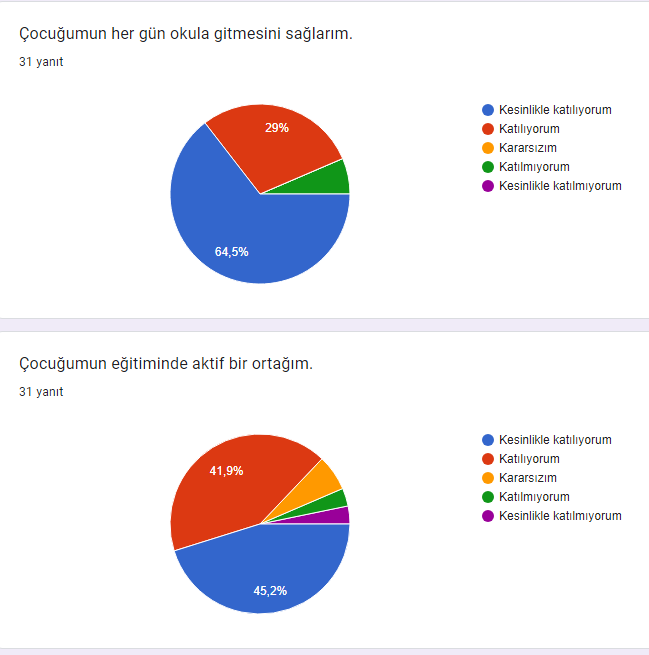 Çocuğumun her gün okula gitmesini sağlarım.
31 yanıt
29%
64,5%
Kesinlikle katılıyorum
Katılıyorum
Kararsızım
Katılmıyorum
Kesinlikle katılmıyorum
Çocuğumun eğitiminde aktif bir ortağım.
31 yanıt
41,9%
45,2%
Kesinlikle katılıyorum
Katılıyorum
Kararsızım
Katılmıyorum
Kesinlikle katılmıyorum